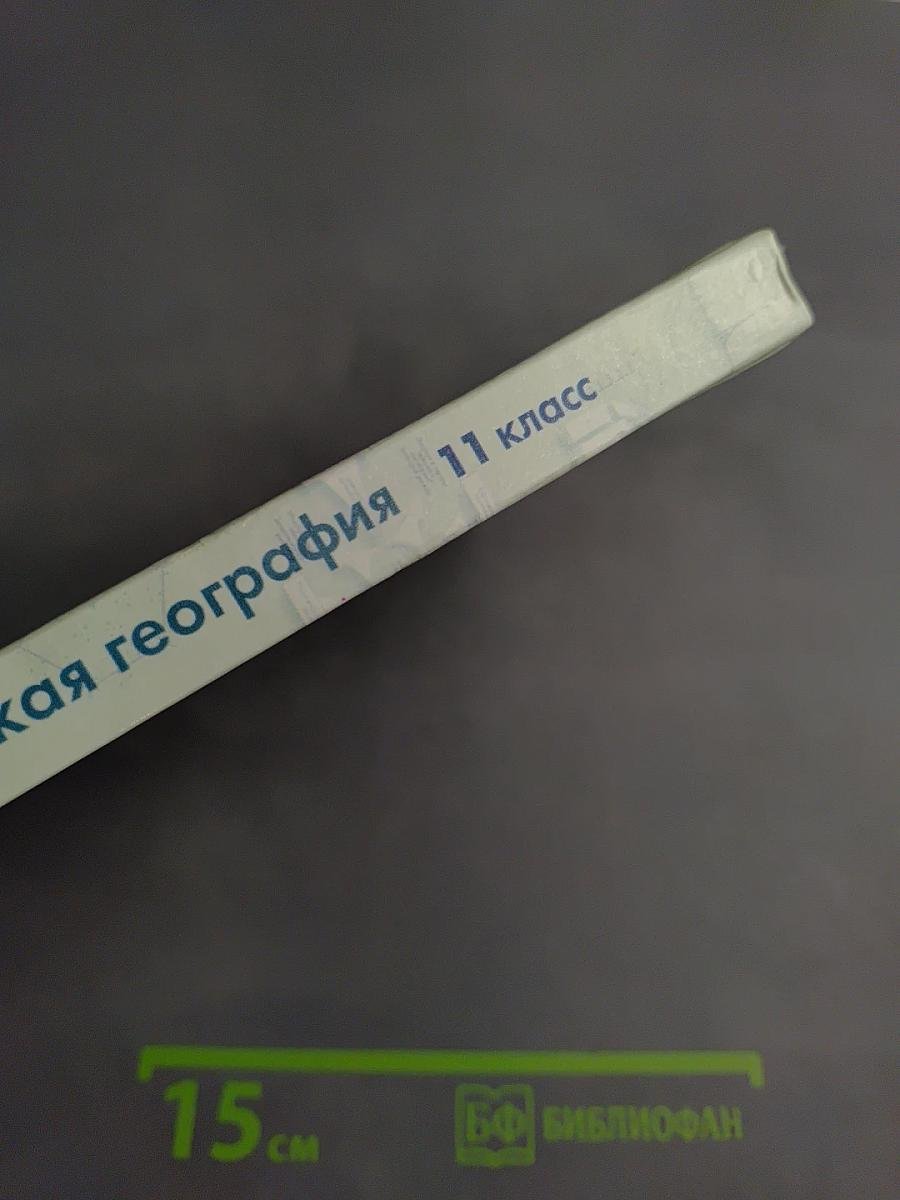 кая география 11 класс
15 см
БФ БИБЛИОФАН